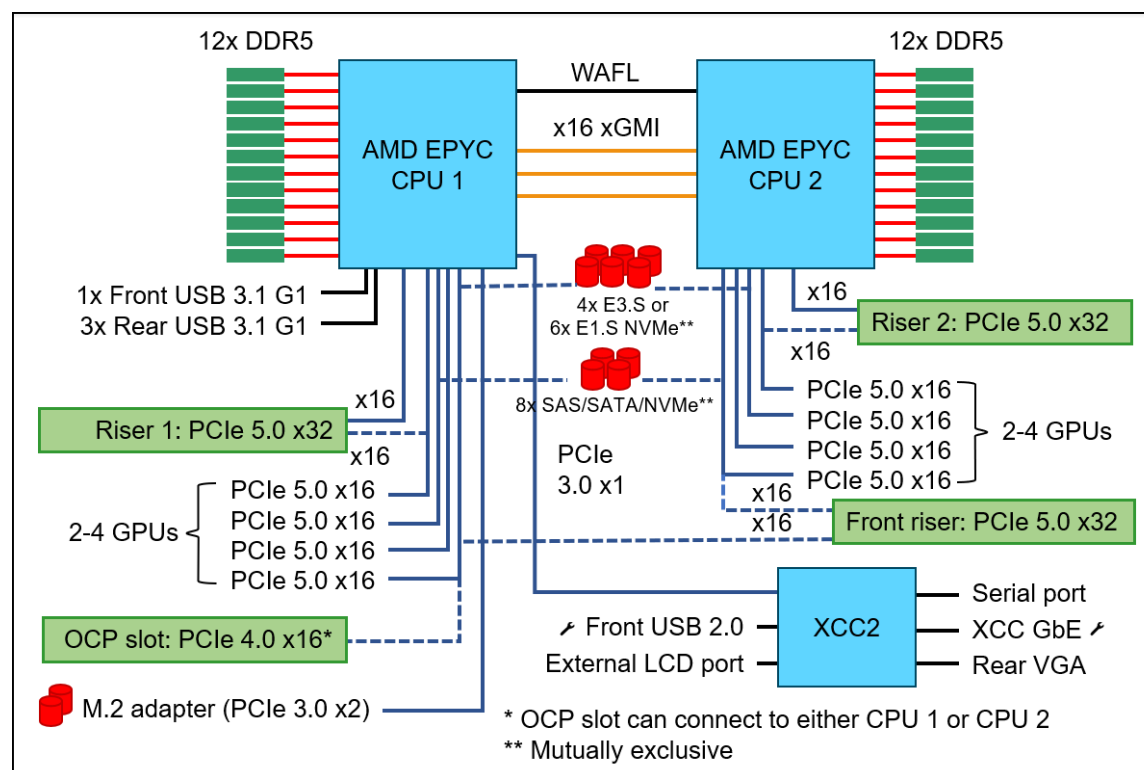 12x DDR5
12x DDR5
WAFL
x16 xGMI
AMD EPYC
CPU 1
AMD EPYC
CPU 2
1x Front USB 3.1 G1
3x Rear USB 3.1 G1
4x E3.S or
6x E1.S NVMe**
x16
Riser 2: PCIe 5.0 x32
x16
8x SAS/SATA/NVMe**
x16
Riser 1: PCIe 5.0 x32
x16
PCIe
3.0 x1
PCIe 5.0 x16
PCIe 5.0 x16
PCIe 5.0 x16
PCIe 5.0 x16
2-4 GPUs
x16
x16
Front riser: PCIe 5.0 x32
PCIe 5.0 x16
PCIe 5.0 x16
PCIe 5.0 x16
PCIe 5.0 x16
2-4 GPUs
OCP slot: PCIe 4.0 x16*
M.2 adapter (PCIe 3.0 x2)
Front USB 2.0
External LCD port
XCC2
Serial port
XCC GbE
Rear VGA
* OCP slot can connect to either CPU 1 or CPU 2
** Mutually exclusive